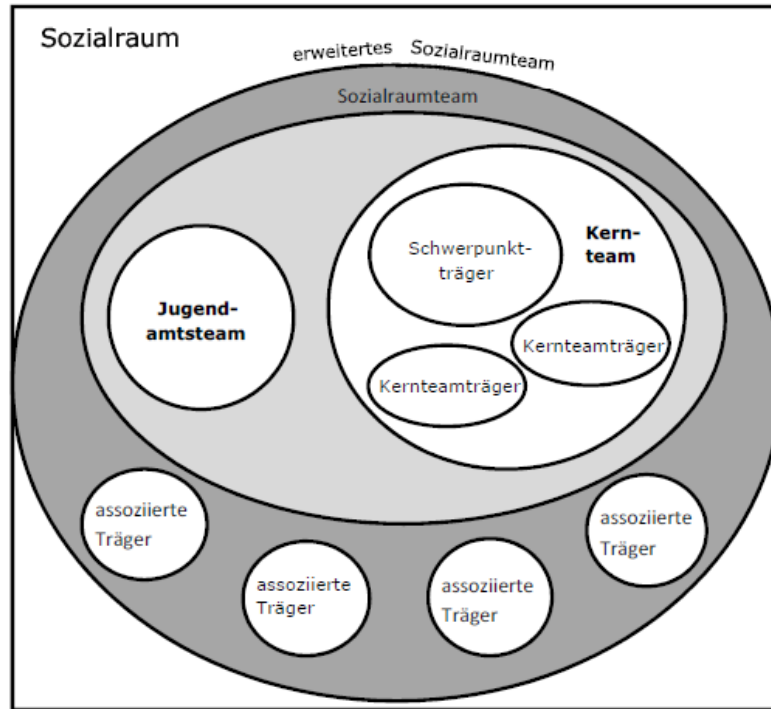 Sozialraum
erweitertes Sozialraumteam
Sozialraumteam
Schwerpunkt-
träger
Kern-
team
Jugend-
amtsteam
Kernteamträger
Kernteamträger
assoziierte
Träger
assoziierte
Träger
assoziierte
Träger
assoziierte
Träger